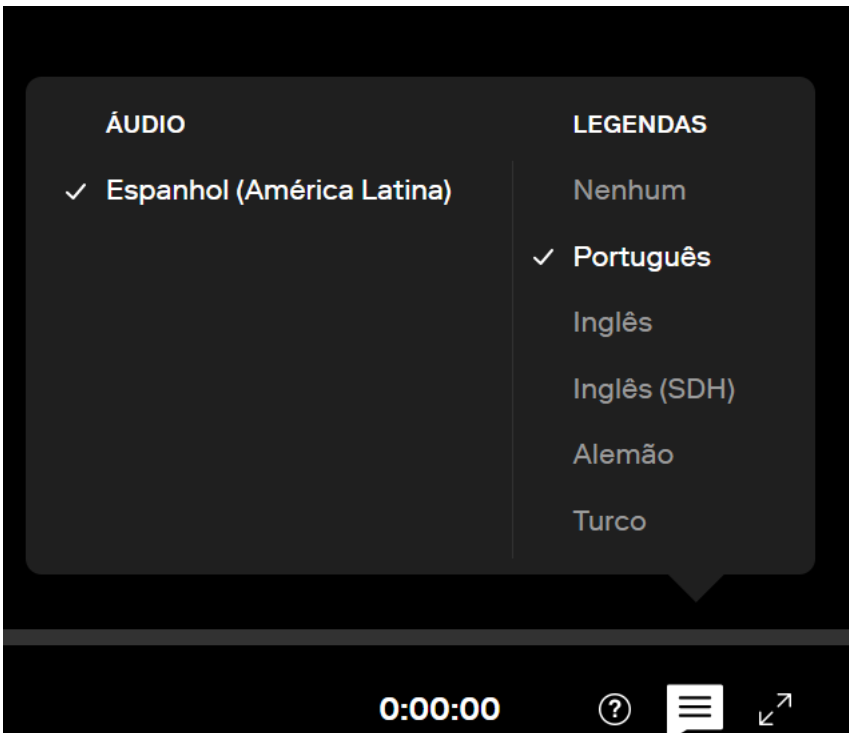 ÁUDIO
Espanhol (América Latina)
LEGENDAS
Nenhum
Português
Inglês
Inglês (SDH)
Alemão
Turco
0:00:00
?